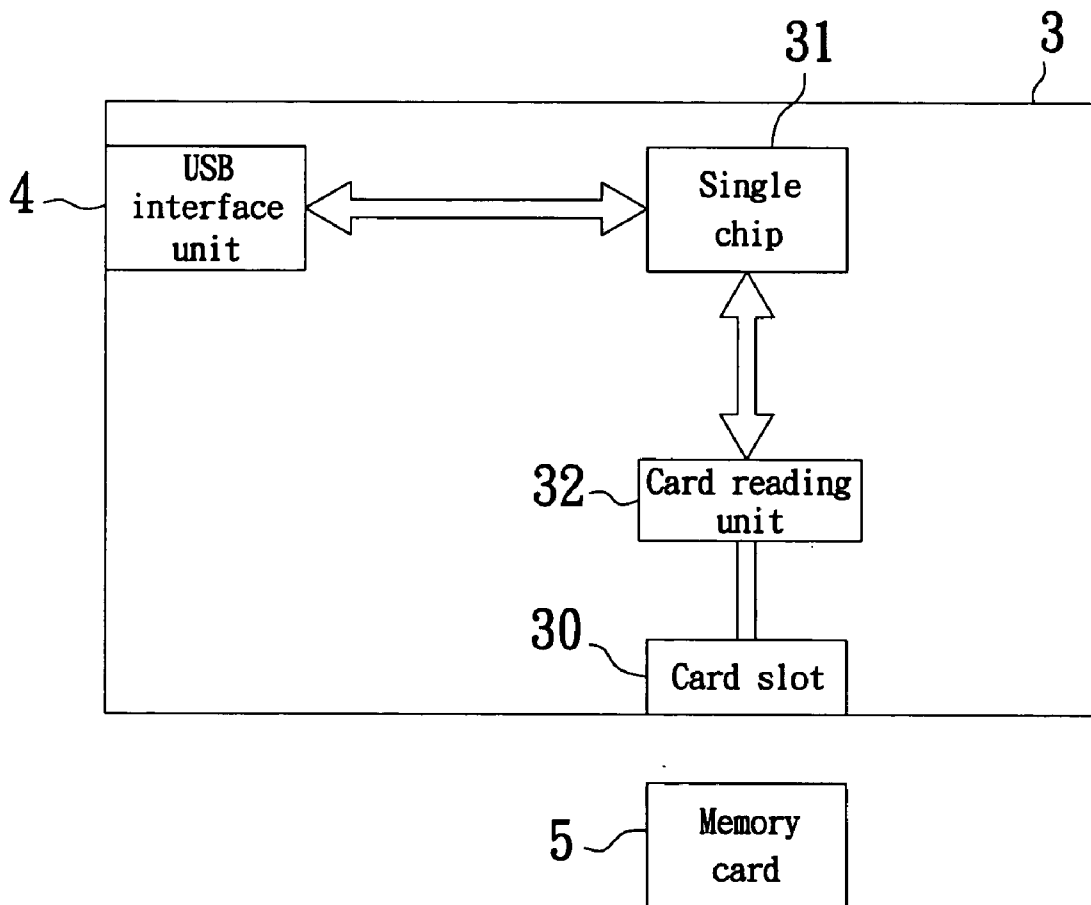 31
3
USB
interface
unit
4
Single
chip
32
Card reading
unit
30
Card slot
5
Memory
card